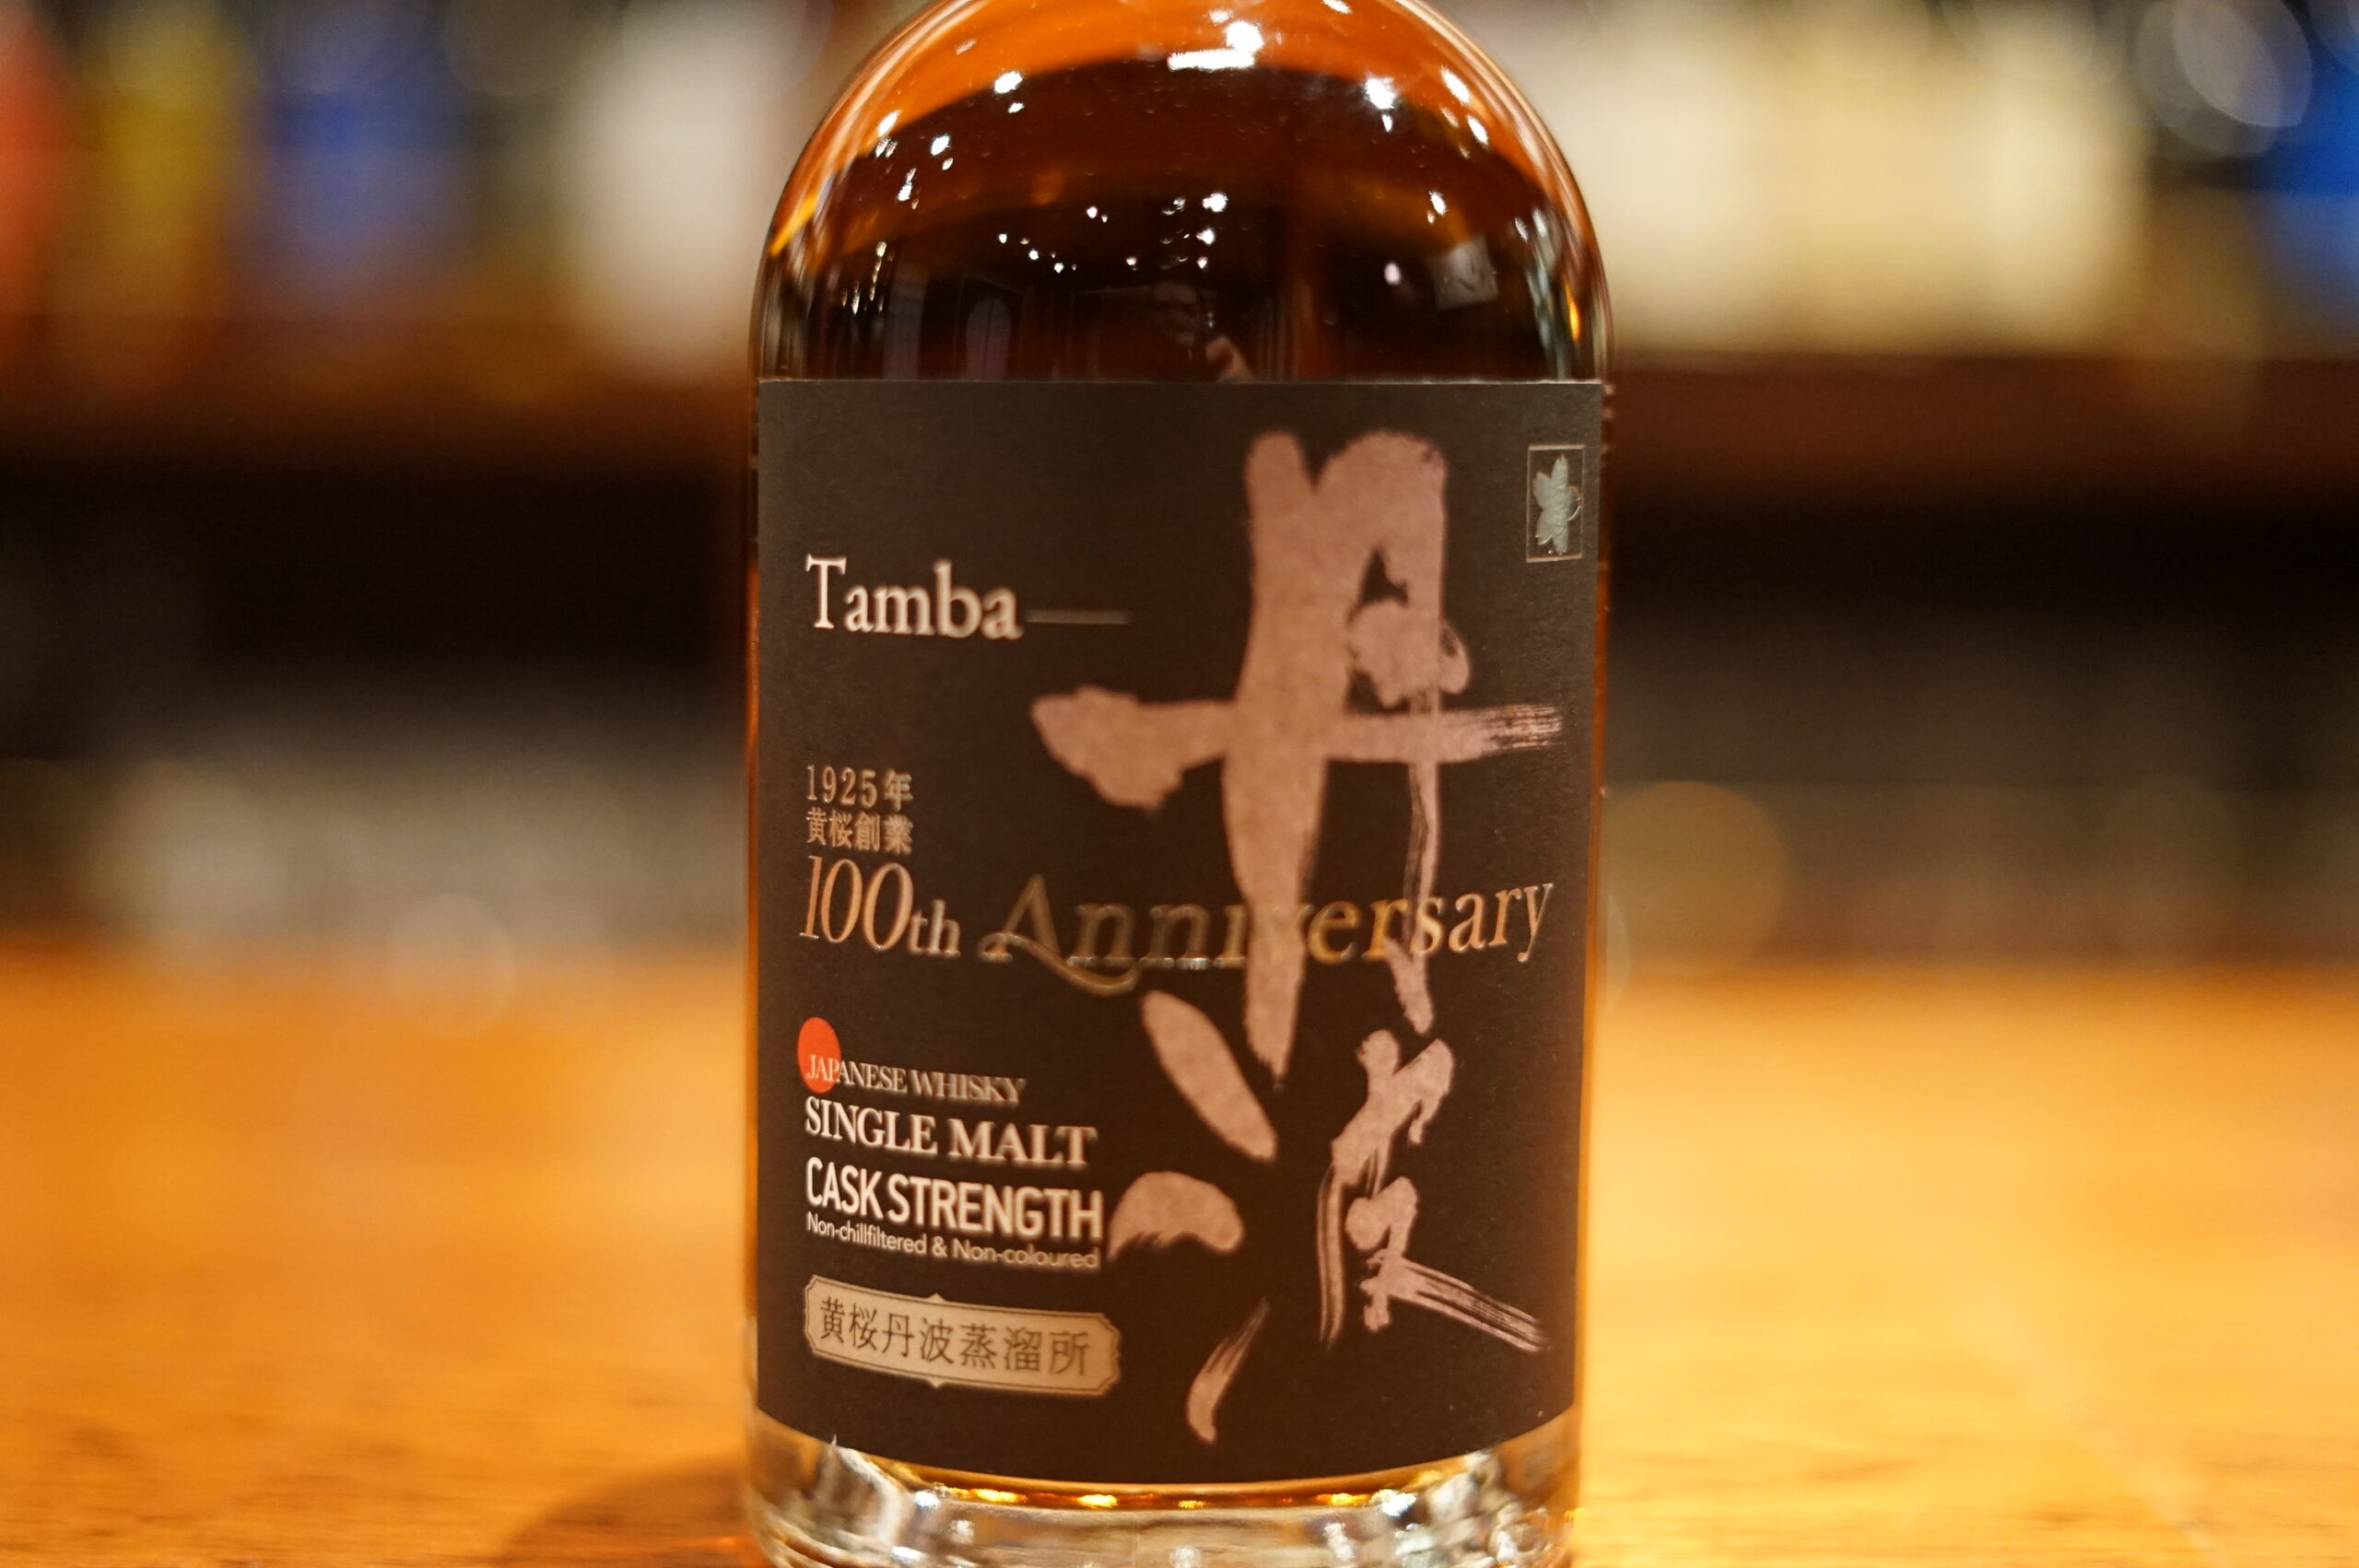 丹波
Tamba
1925年
黄桜創業
100th Anniversary
JAPANESE WHISKY
SINGLE MALT
CASK STRENGTH
Non-chillfiltered & Non-coloured
黄桜丹波蒸溜所